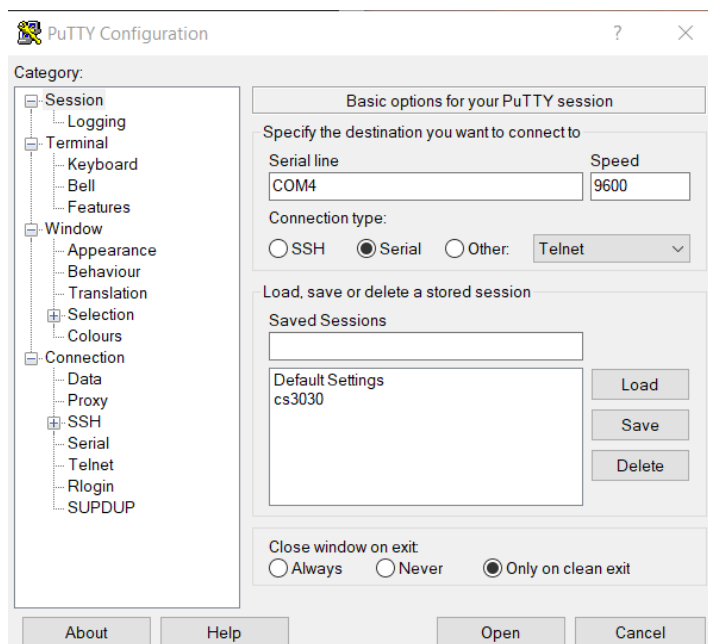 PuTTY Configuration ? ×
Category:
Session
Logging
Terminal
Keyboard
Bell
Features
Window
Appearance
Behaviour
Translation
Selection
Colours
Connection
Data
Proxy
SSH
Serial
Telnet
Rlogin
SUPDUP
Basic options for your PuTTY session
Specify the destination you want to connect to
Serial line Speed
COM4 9600
Connection type:
SSH Serial Other: Telnet
Load, save or delete a stored session
Saved Sessions
Default Settings
cs3030
Load
Save
Delete
Close window on exit:
Always Never Only on clean exit
About Help Open Cancel